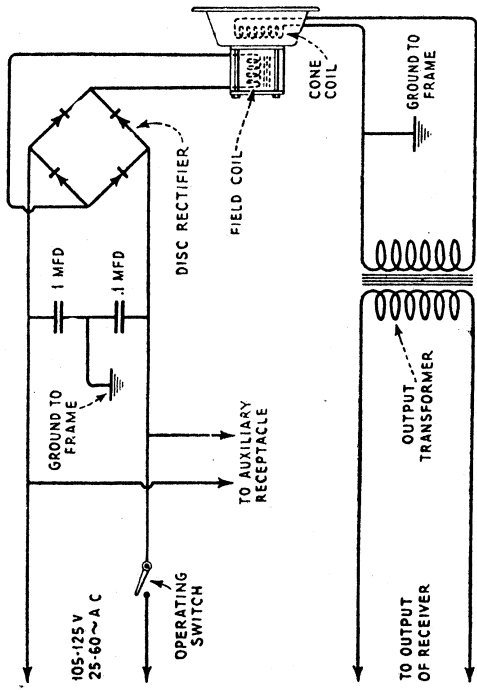 CONE
COIL
GROUND TO
FRAME
FIELD COIL
DISC RECTIFIER
.1 MFD
.1 MFD
GROUND TO
FRAME
TO AUXILIARY
RECEPTACLE
OUTPUT
TRANSFORMER
OPERATING
SWITCH
105-125 V
25-60~A C
TO OUTPUT
OF RECEIVER